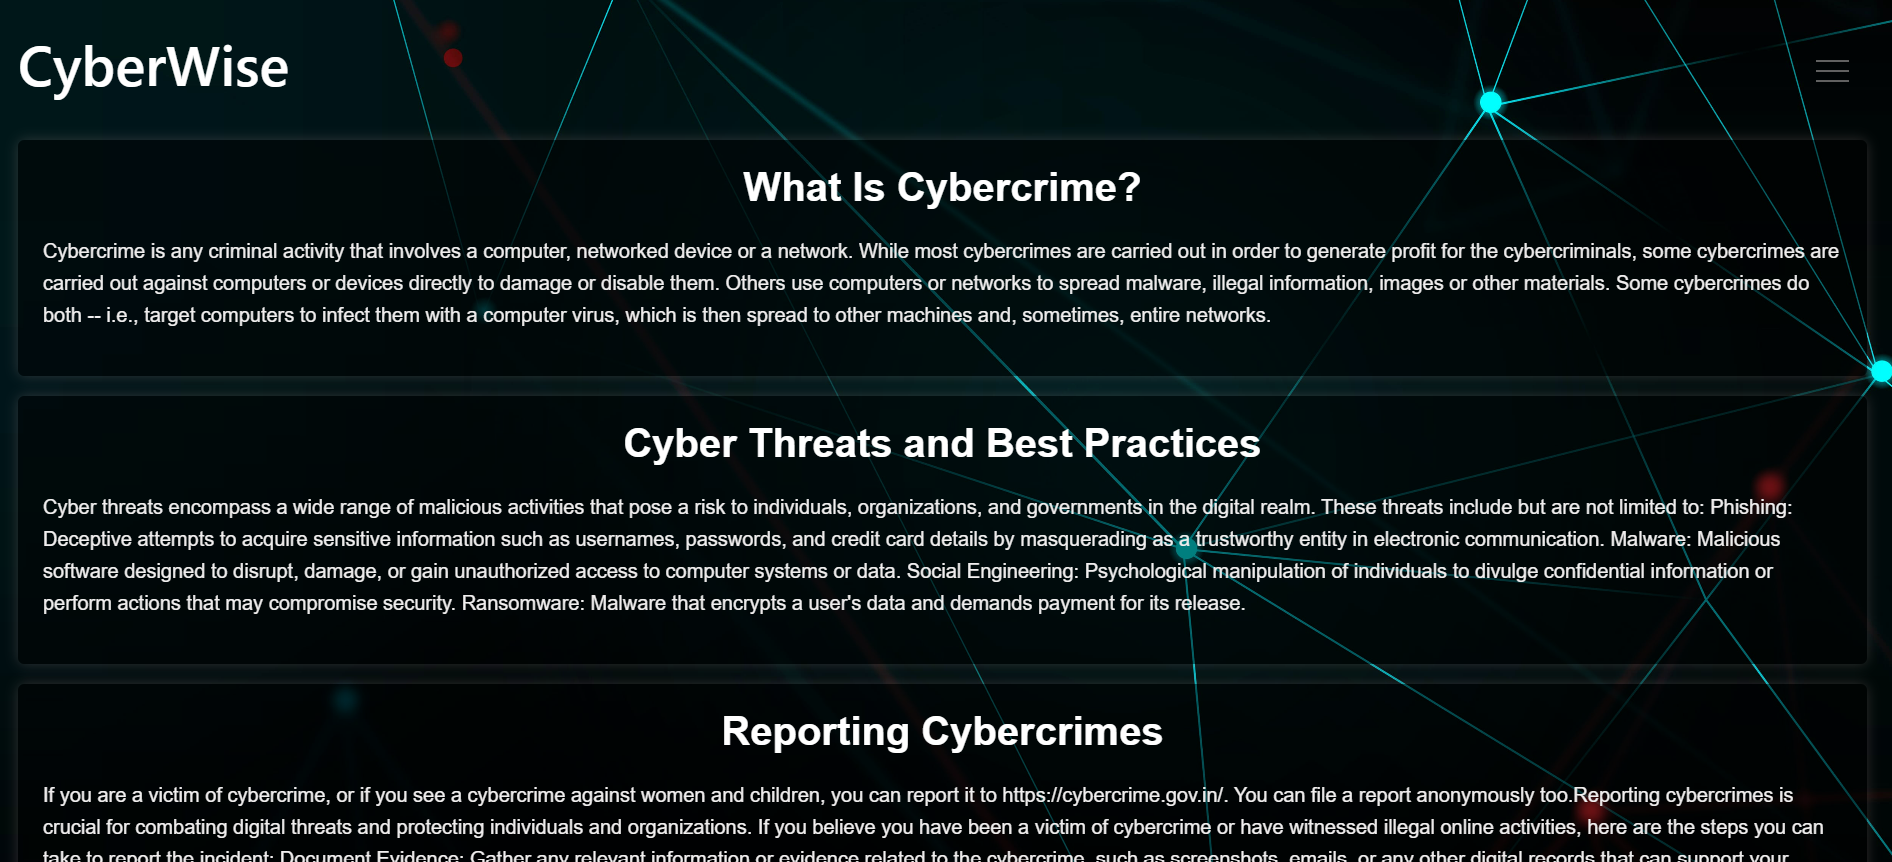 CyberWise
What Is Cybercrime?
Cybercrime is any criminal activity that involves a computer, networked device or a network. While most cybercrimes are carried out in order to generate profit for the cybercriminals, some cybercrimes are
carried out against computers or devices directly to damage or disable them. Others use computers or networks to spread malware, illegal information, images or other materials. Some cybercrimes do
both -- i.e., target computers to infect them with a computer virus, which is then spread to other machines and, sometimes, entire networks.
Cyber Threats and Best Practices
Cyber threats encompass a wide range of malicious activities that pose a risk to individuals, organizations, and governments in the digital realm. These threats include but are not limited to: Phishing:
Deceptive attempts to acquire sensitive information such as usernames, passwords, and credit card details by masquerading as a trustworthy entity in electronic communication. Malware: Malicious
software designed to disrupt, damage, or gain unauthorized access to computer systems or data. Social Engineering: Psychological manipulation of individuals to divulge confidential information or
perform actions that may compromise security. Ransomware: Malware that encrypts a user's data and demands payment for its release.
Reporting Cybercrimes
If you are a victim of cybercrime, or if you see a cybercrime against women and children, you can report it to https://cybercrime.gov.in/. You can file a report anonymously too.Reporting cybercrimes is
crucial for combating digital threats and protecting individuals and organizations. If you believe you have been a victim of cybercrime or have witnessed illegal online activities, here are the steps you can
take to report the incident: Document Evidence: Gather any relevant information or evidence related to the cybercrime, such as screenshots, emails, or any other digital records that can support your